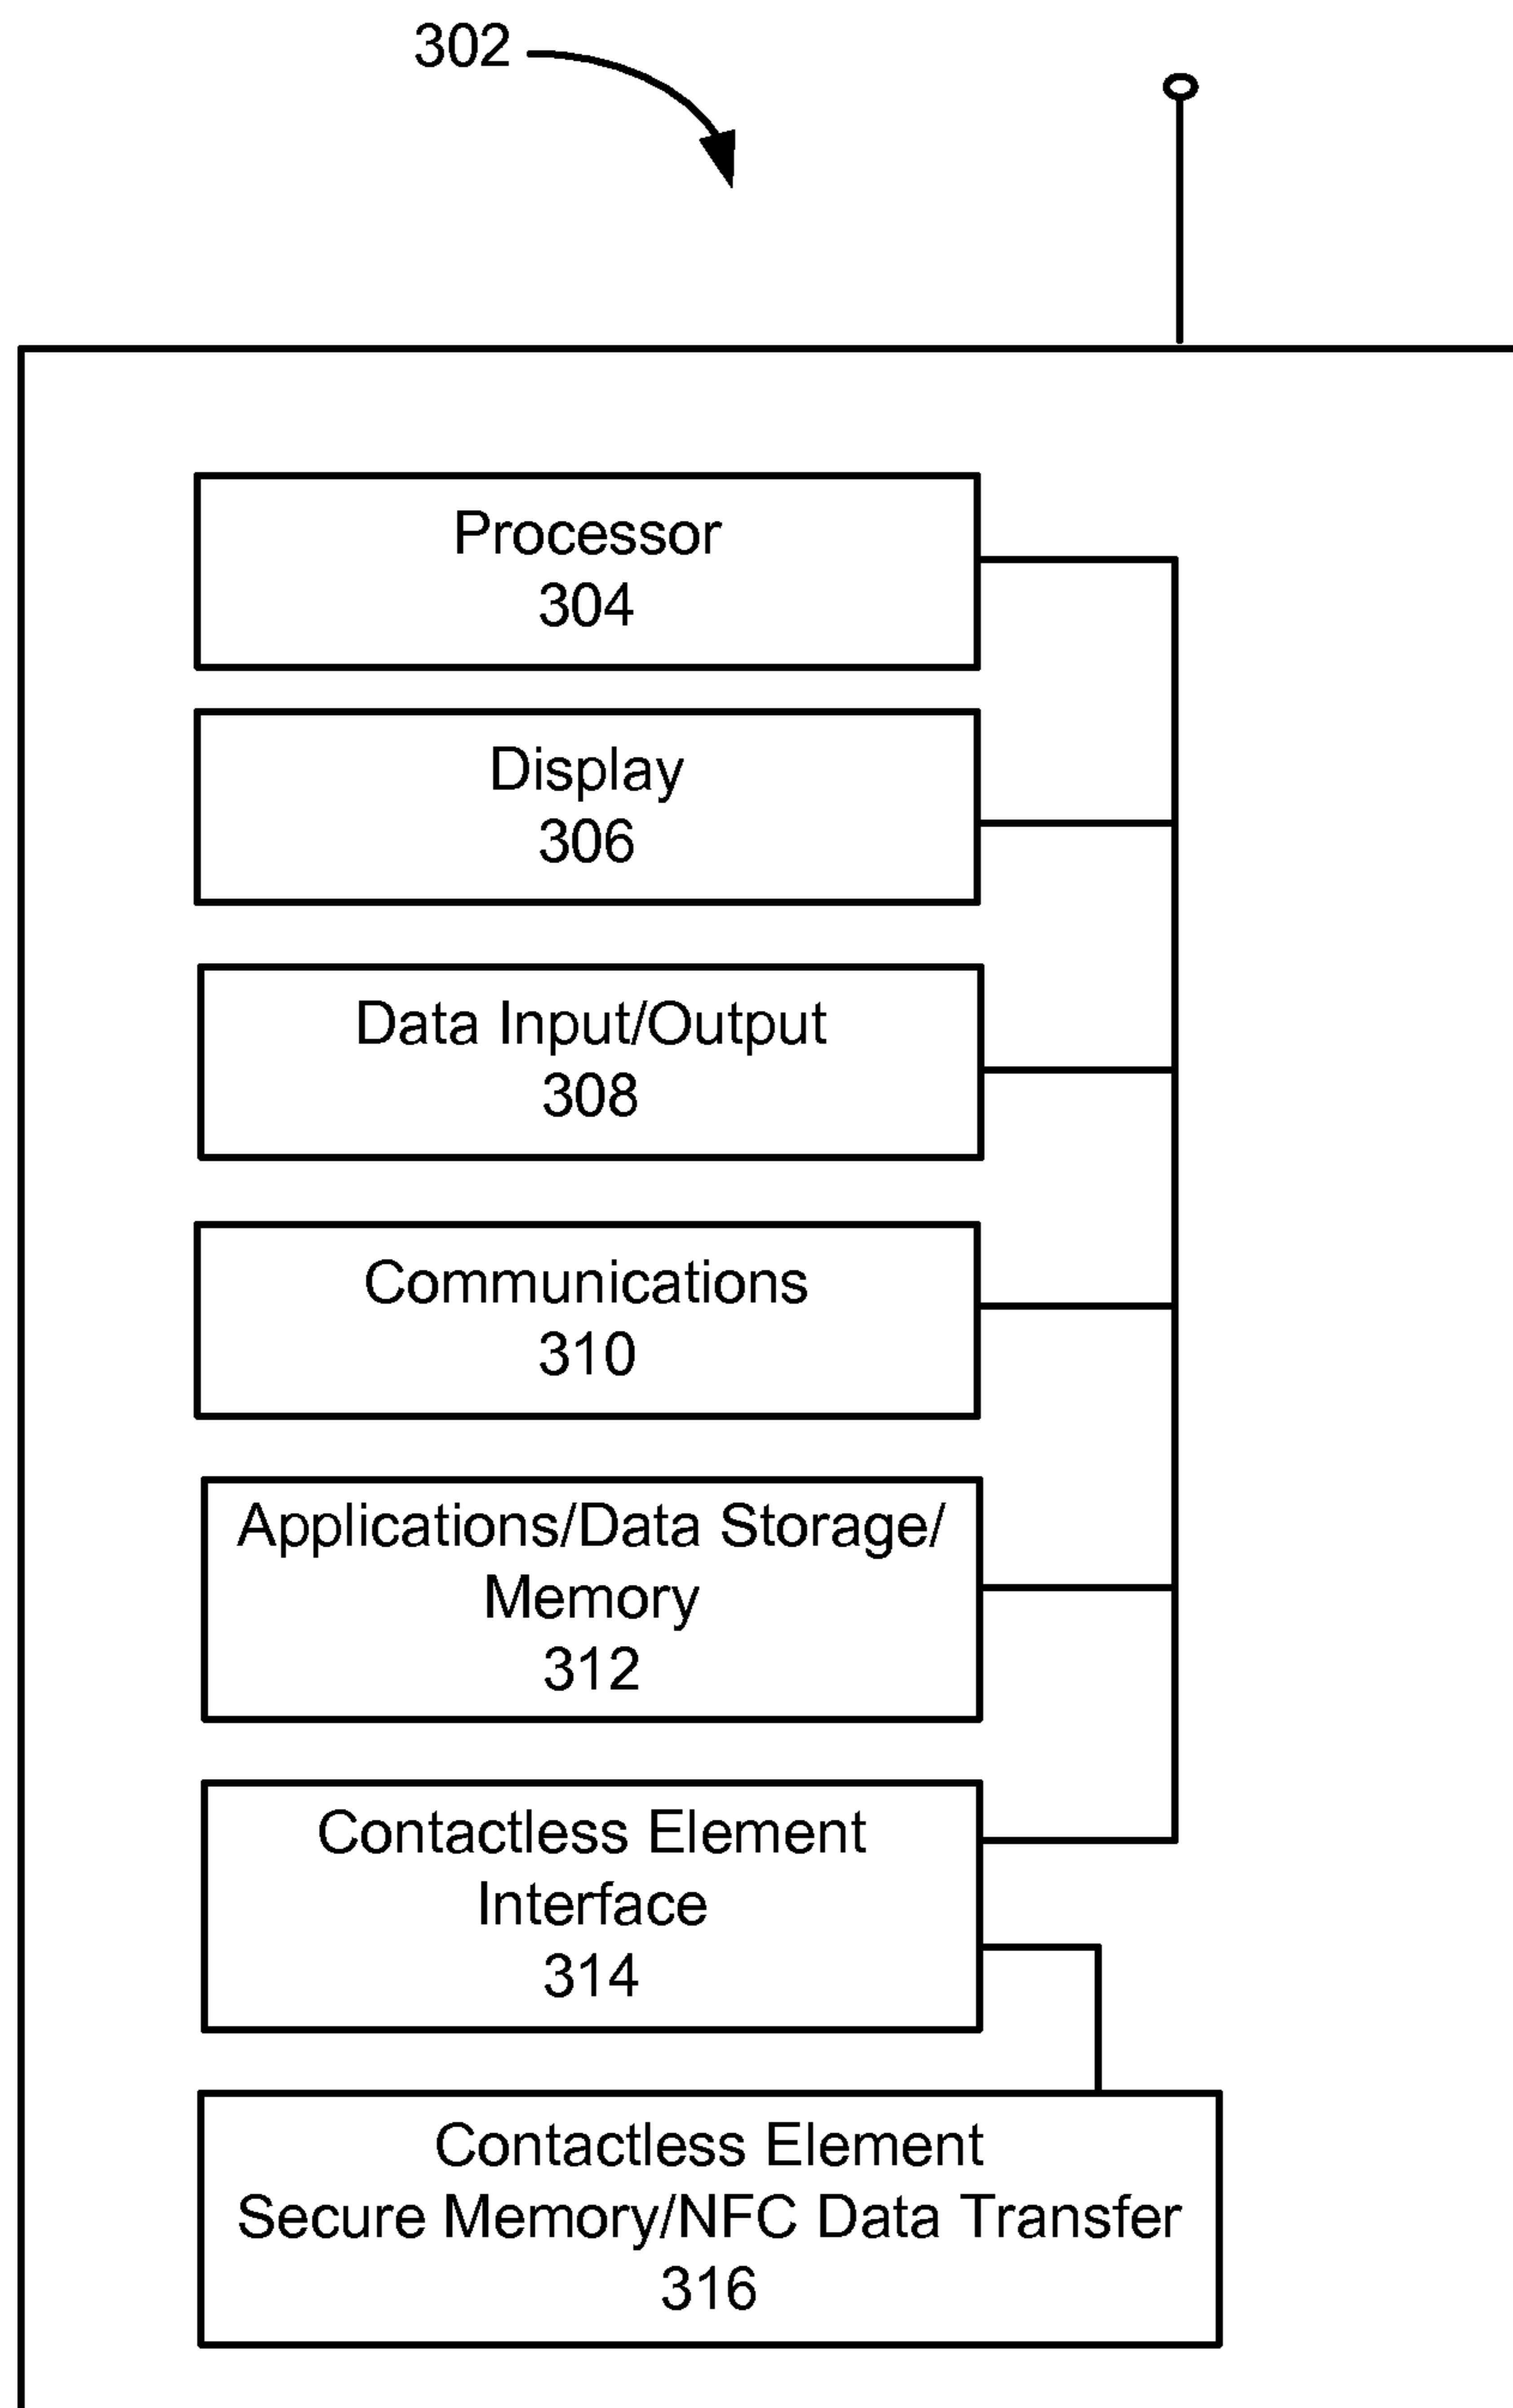 302
Processor
304
Display
306
Data Input/Output
308
Communications
310
Applications/Data Storage/
Memory
312
Contactless Element
Interface
314
Contactless Element
Secure Memory/NFC Data Transfer
316